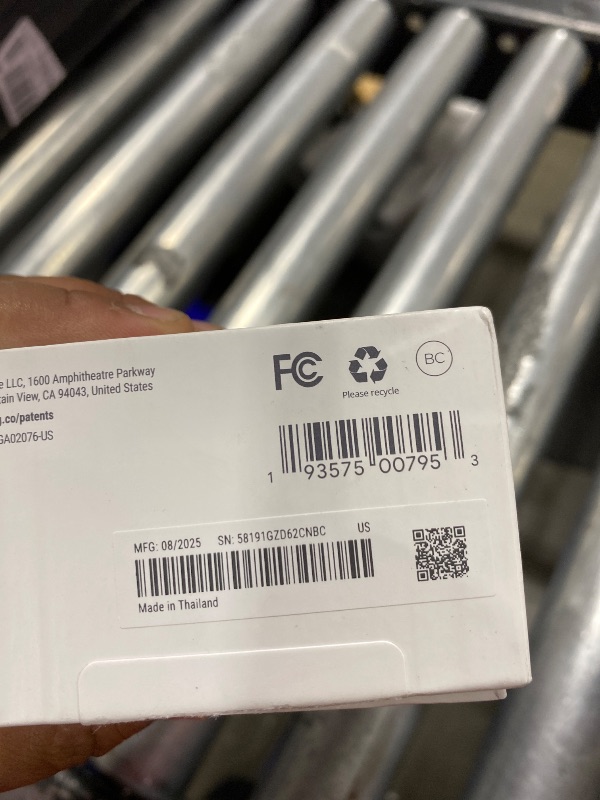 e LLC, 1600 Amphitheatre Parkway
tain View, CA 94043, United States
g.co/patents
GA02076-US
FC
Please recycle
BC
1 93575 00795 3
MFG: 08/2025 SN: 58191GZD62CNBC US
Made in Thailand